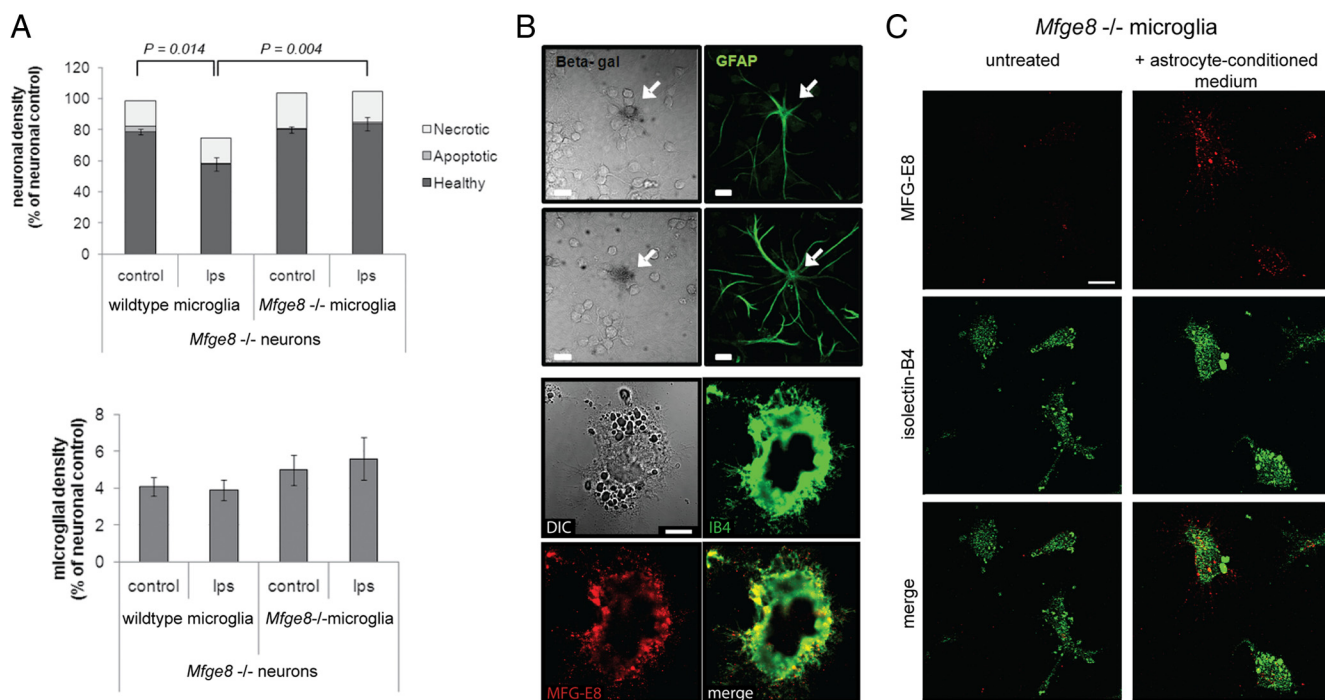 A
P = 0.014
P = 0.004
neuronal density
(% of neuronal control)
120
100
80
60
40
20
0
Necrotic
Apoptotic
Healthy
control
lps
control
lps
wildtype microglia
Mfge8 -/- microglia
Mfge8 -/- neurons
microglial density
(% of neuronal control)
8
6
4
2
0
control
lps
control
lps
wildtype microglia
Mfge8-/-microglia
Mfge8 -/- neurons
B
Beta- gal
GFAP
DIC
IB4
MFG-E8
merge
C
Mfge8 -/- microglia
untreated
+ astrocyte-conditioned
medium
MFG-E8
isolectin-B4
merge